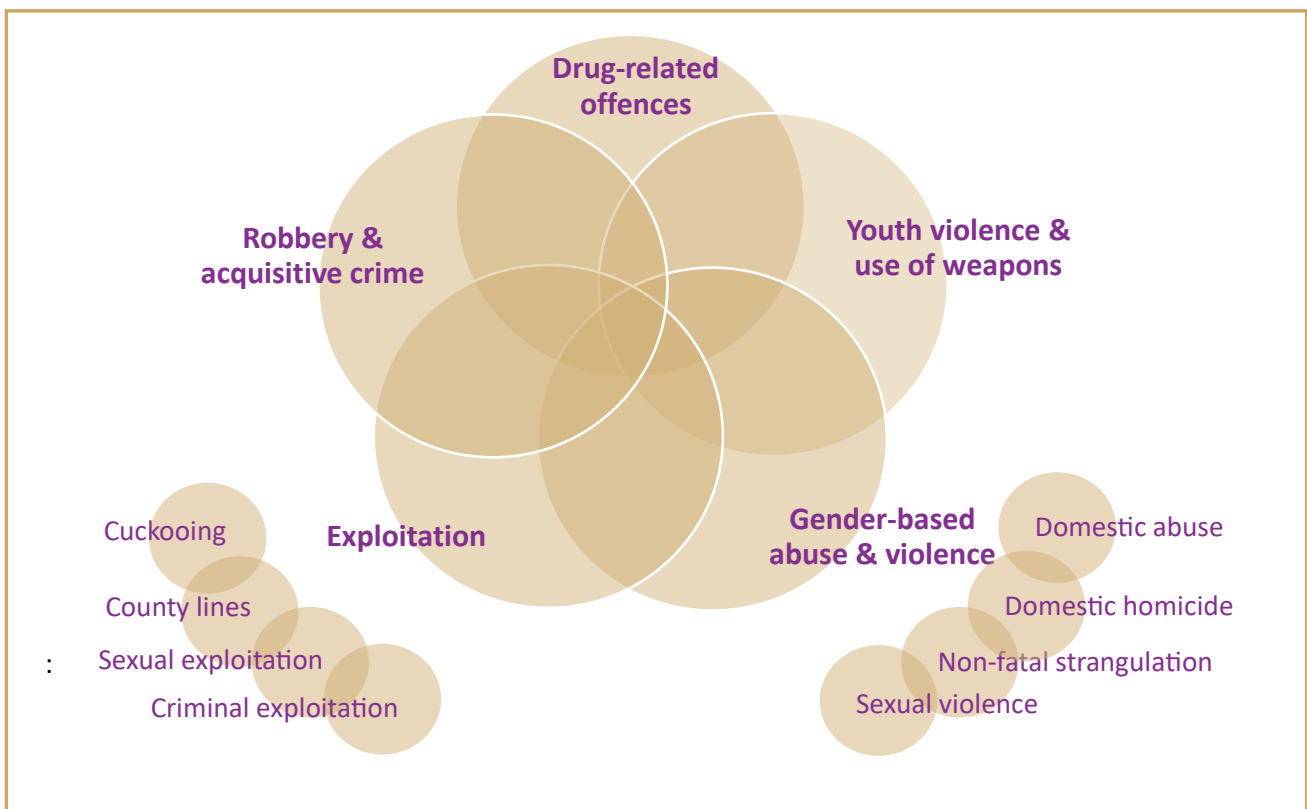 Drug-related
offences
Robbery &
acquisitive crime
Youth violence &
use of weapons
Exploitation
Gender-based
abuse & violence
Cuckooing
County lines
: Sexual exploitation
Criminal exploitation
Domestic abuse
Domestic homicide
Non-fatal strangulation
Sexual violence